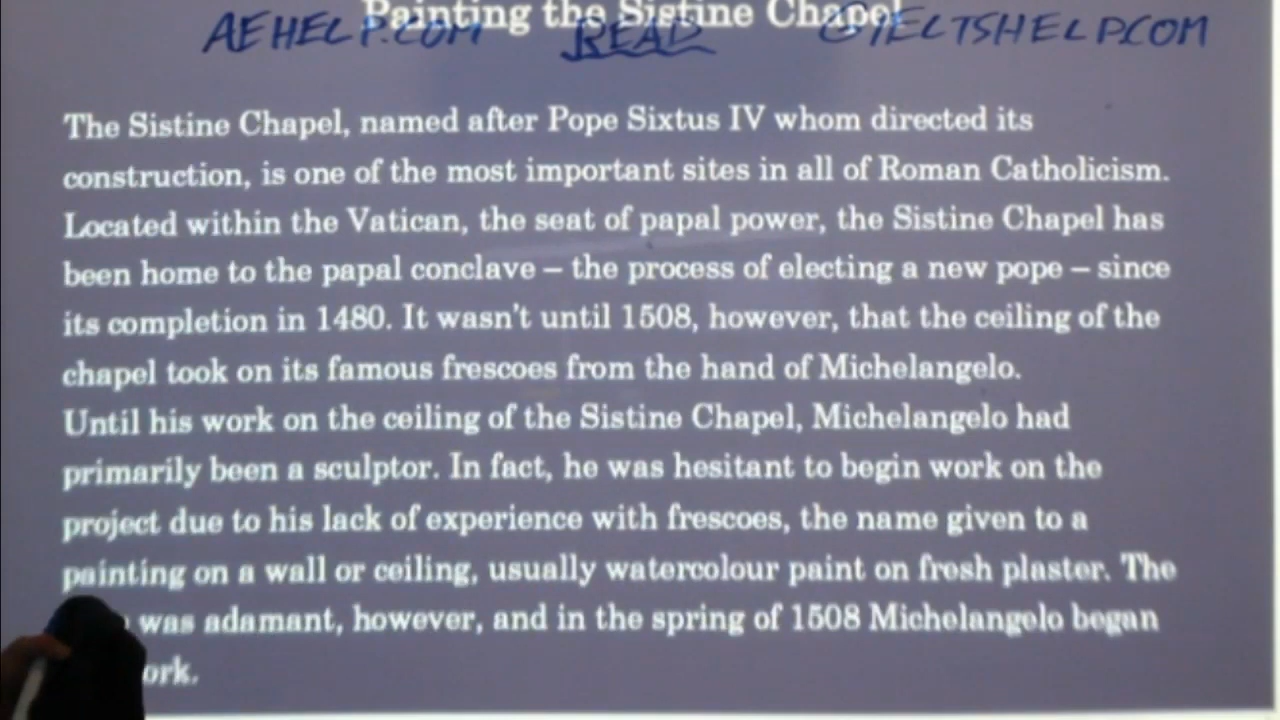 Painting the Sistine Chapel
AEHELP.COM READ @IELTSHELP.COM
The Sistine Chapel, named after Pope Sixtus IV whom directed its
construction, is one of the most important sites in all of Roman Catholicism.
Located within the Vatican, the seat of papal power, the Sistine Chapel has
been home to the papal conclave – the process of electing a new pope – since
its completion in 1480. It wasn't until 1508, however, that the ceiling of the
chapel took on its famous frescoes from the hand of Michelangelo.
Until his work on the ceiling of the Sistine Chapel, Michelangelo had
primarily been a sculptor. In fact, he was hesitant to begin work on the
project due to his lack of experience with frescoes, the name given to a
painting on a wall or ceiling, usually watercolour paint on fresh plaster. The
was adamant, however, and in the spring of 1508 Michelangelo began
ork.